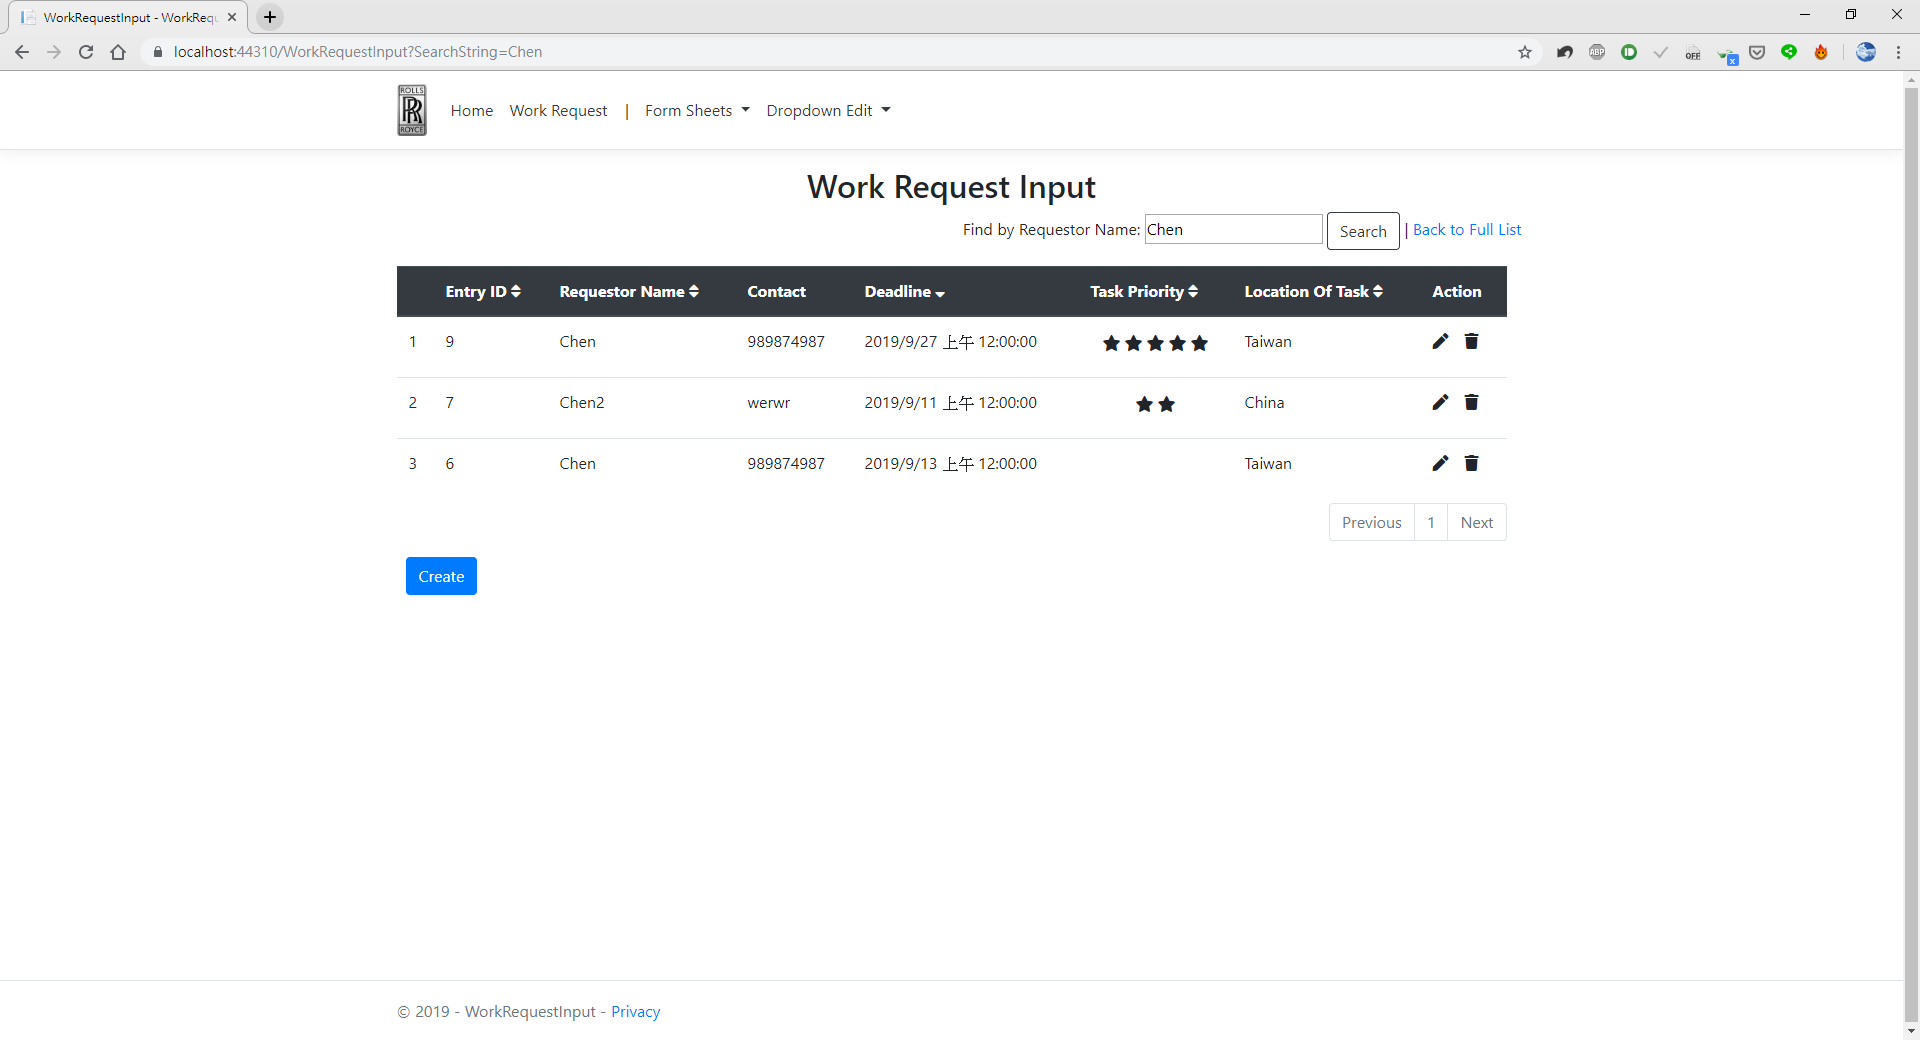 WorkRequestInput - WorkRequ
localhost:44310/WorkRequestInput?SearchString=Chen
ABP
OFF
x
ROLLS
RR
ROYCE
Home Work Request | Form Sheets Dropdown Edit
Work Request Input
Find by Requestor Name: Chen Search | Back to Full List
Entry ID Requestor Name Contact Deadline Task Priority Location Of Task Action
1 9 Chen 989874987 2019/9/27 上午 12:00:00 Taiwan
2 7 Chen2 werwr 2019/9/11 上午 12:00:00 China
3 6 Chen 989874987 2019/9/13 上午 12:00:00 Taiwan
Previous 1 Next
Create
© 2019 - WorkRequestInput - Privacy